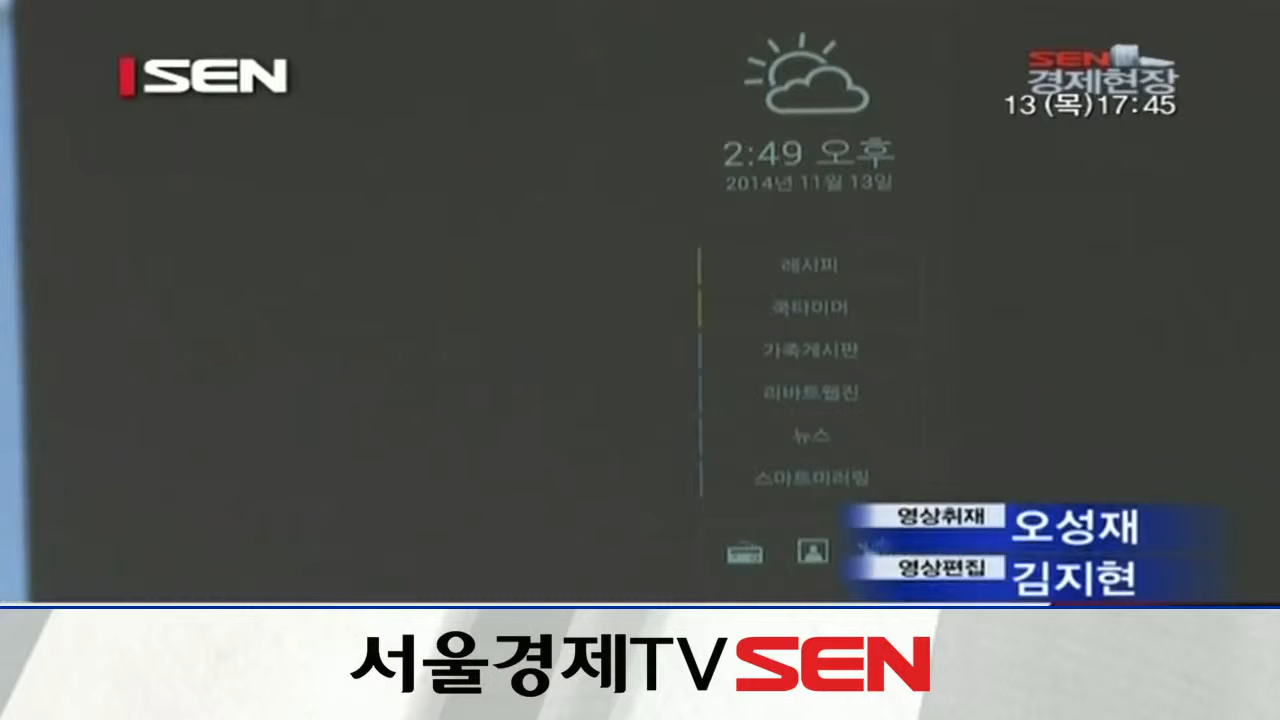 SEN
SEN
경제현장
13 (목) 17:45
2:49 오후
2014년 11월 13일
레시피
쿡타이머
가족게시판
리바트웹진
뉴스
스마트미러링
영상취재 오성재
영상편집 김지현
서울경제TV SEN